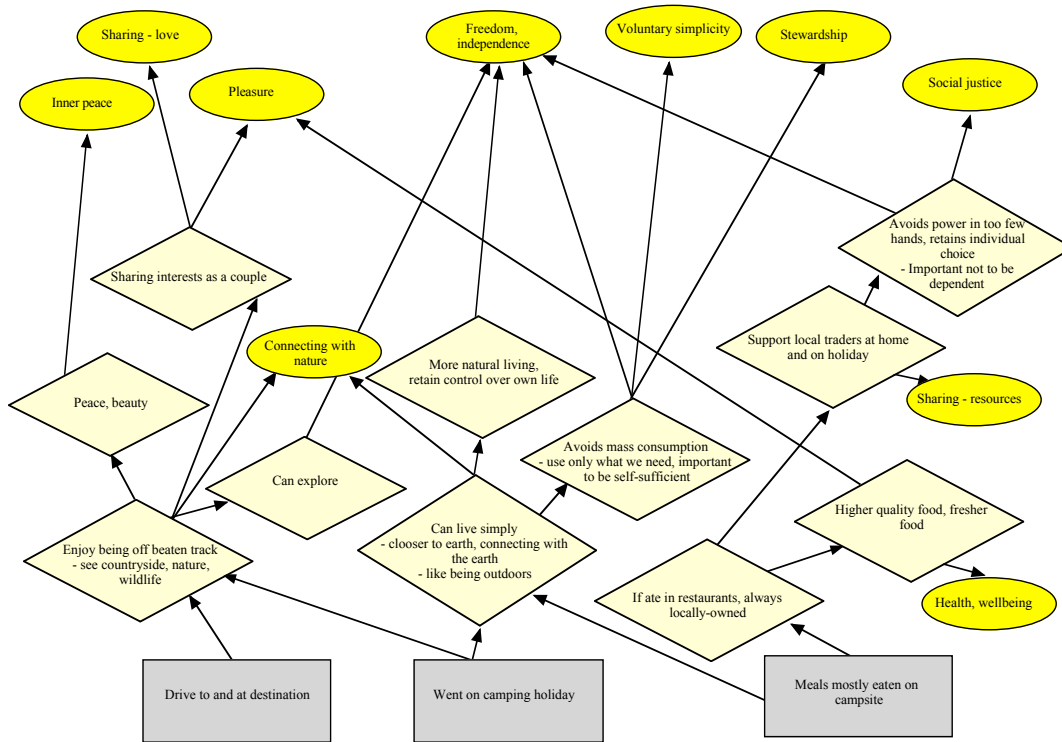 Sharing - love
Freedom,
independence
Voluntary simplicity
Stewardship
Inner peace
Pleasure
Social justice
Avoids power in too few
hands, retains individual
choice
- Important not to be
dependent
Sharing interests as a couple
Connecting with
nature
More natural living,
retain control over own life
Support local traders at home
and on holiday
Peace, beauty
Sharing - resources
Avoids mass consumption
- use only what we need, important
to be self-sufficient
Can explore
Higher quality food, fresher
food
Enjoy being off beaten track
- see countryside, nature,
wildlife
Can live simply
- clooser to earth, connecting with
the earth
- like being outdoors
If ate in restaurants, always
locally-owned
Health, wellbeing
Drive to and at destination
Went on camping holiday
Meals mostly eaten on
campsite